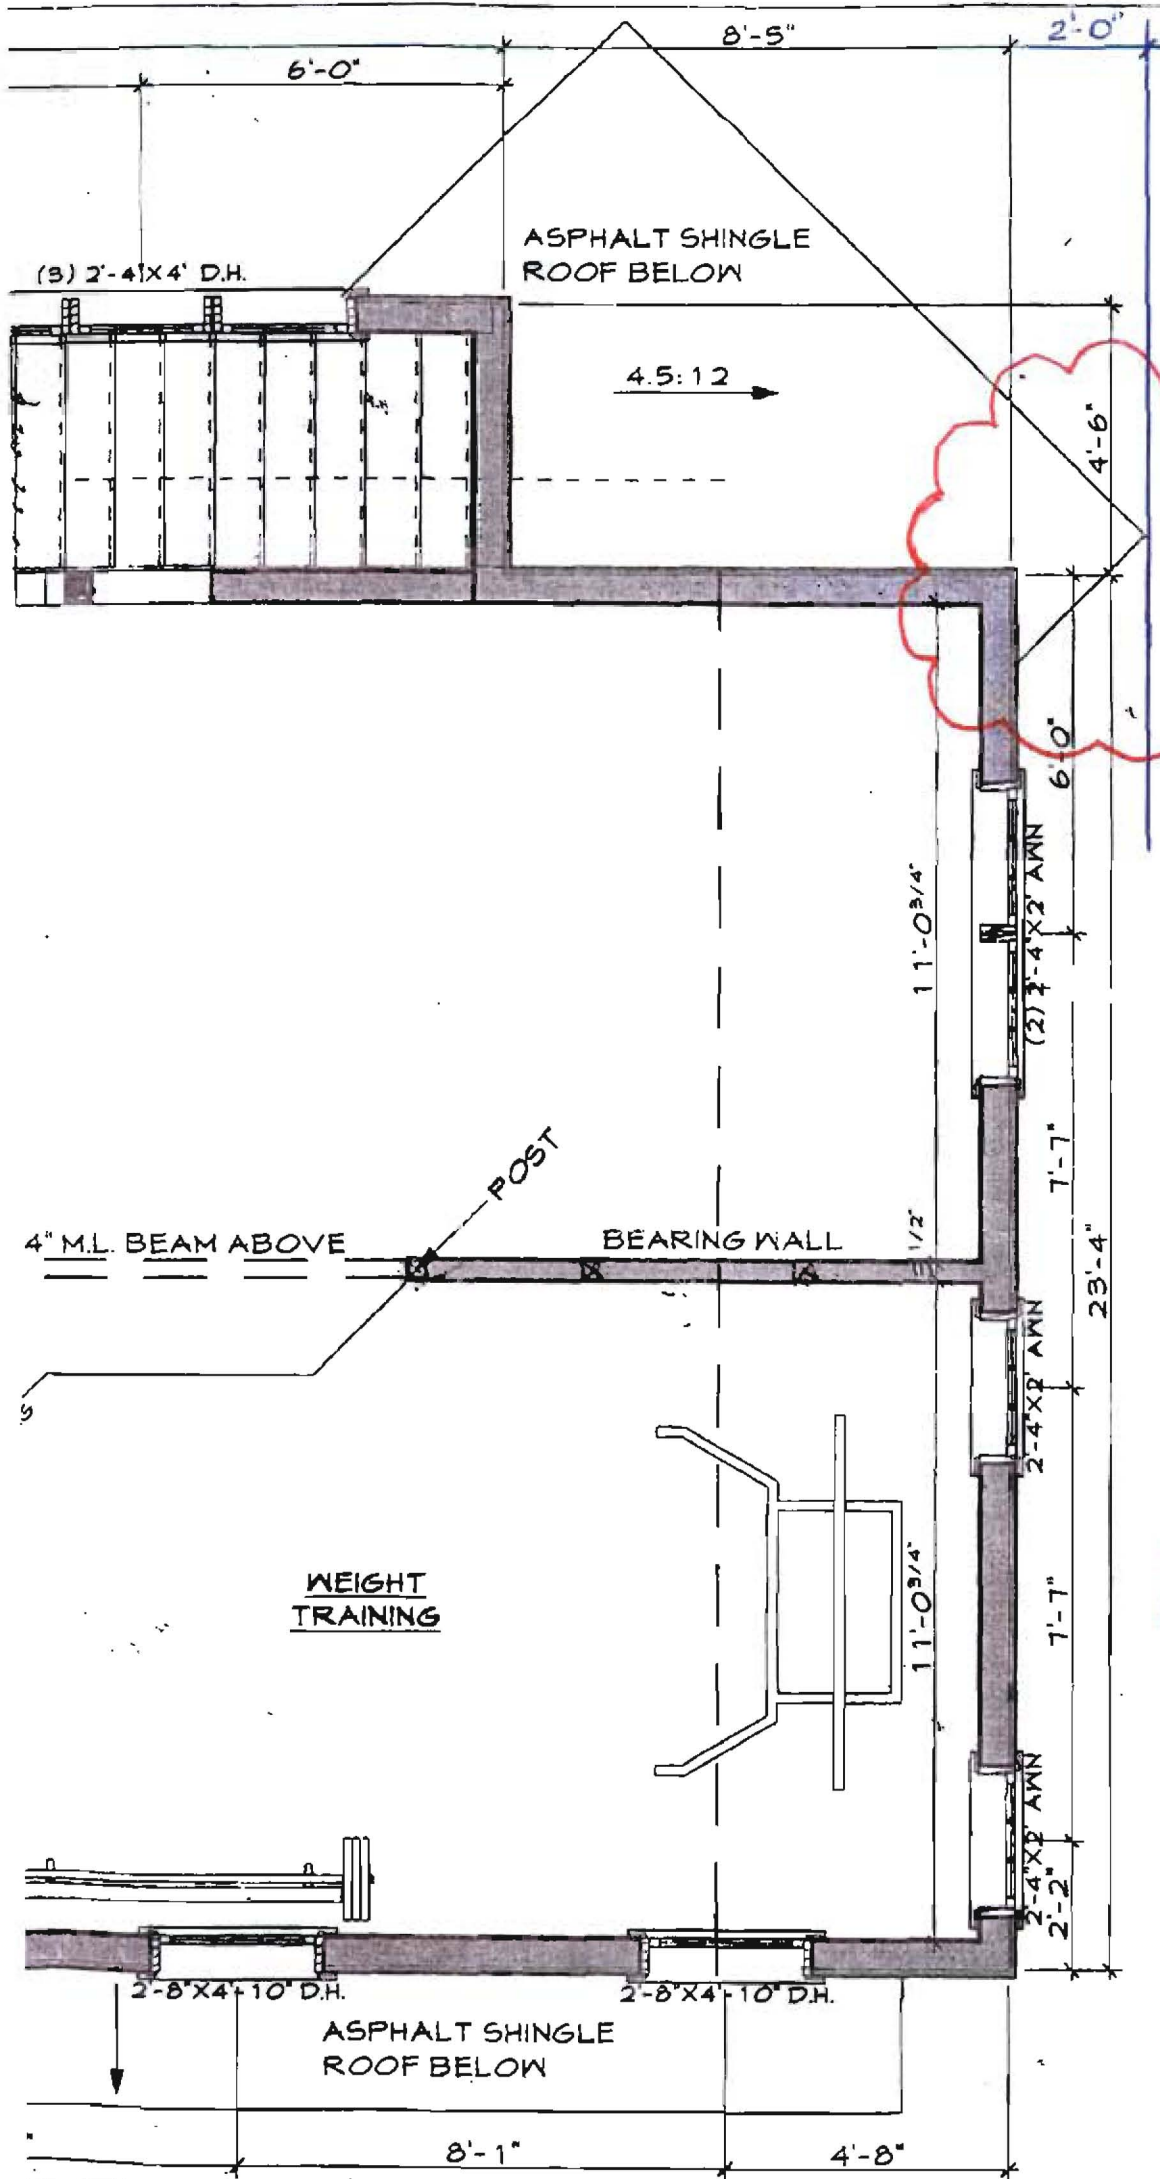 8'-5"
2'-0"
6'-0"
ASPHALT SHINGLE
ROOF BELOW
(3) 2'-4"X4' D.H.
4.5:12
4'-6"
6'-0"
(2) 2'-4"X2' AWN
11'-0 3/4"
7'-7"
POST
4" M.L. BEAM ABOVE
BEARING WALL
1/2"
23'-4"
2'-4"X2' AWN
S
WEIGHT
TRAINING
11'-0 3/4"
7'-7"
2'-4"X2' AWN
2'-2"
2'-8"X4'-10" D.H.
2'-8"X4'-10" D.H.
ASPHALT SHINGLE
ROOF BELOW
8'-1"
4'-8"